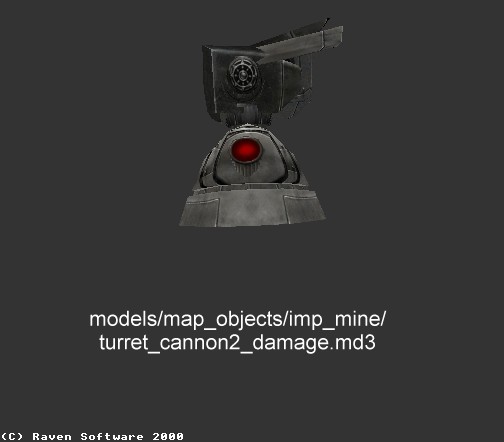 models/map_objects/imp_mine/
turret_cannon2_damage.md3
(C) Raven Software 2000